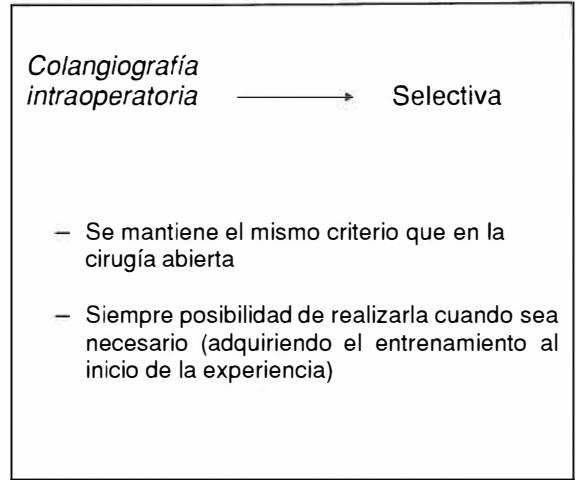 Colangiografía
intraoperatoria → Selectiva
– Se mantiene el mismo criterio que en la
cirugía abierta
– Siempre posibilidad de realizarla cuando sea
necesario (adquiriendo el entrenamiento al
inicio de la experiencia)